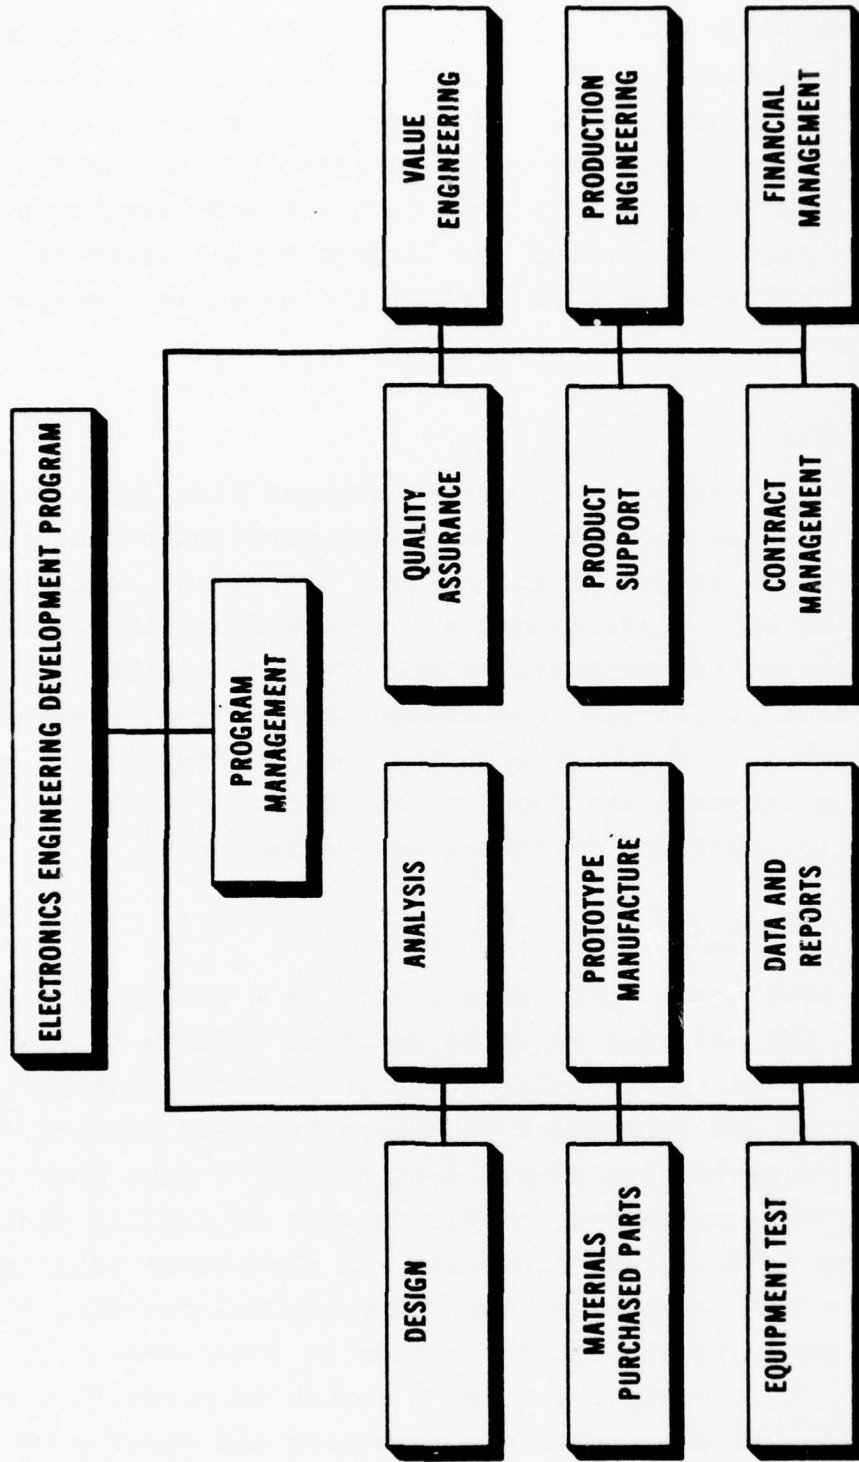 ELECTRONICS ENGINEERING DEVELOPMENT PROGRAM
PROGRAM
MANAGEMENT
DESIGN
ANALYSIS
QUALITY
ASSURANCE
VALUE
ENGINEERING
MATERIALS
PURCHASED PARTS
PROTOTYPE
MANUFACTURE
PRODUCT
SUPPORT
PRODUCTION
ENGINEERING
EQUIPMENT TEST
DATA AND
REPORTS
CONTRACT
MANAGEMENT
FINANCIAL
MANAGEMENT